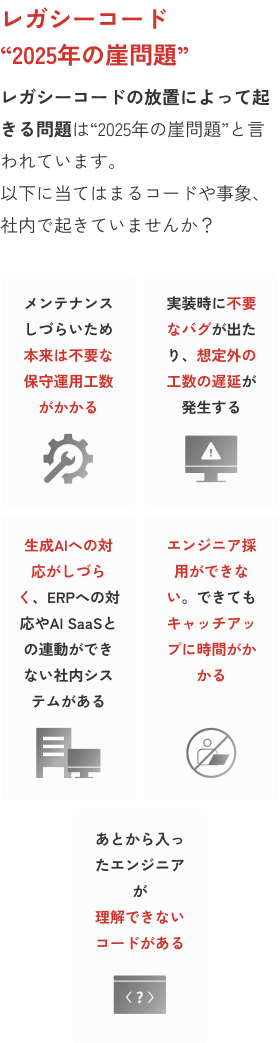 レガシーコード
“2025年の崖問題”
レガシーコードの放置によって起
きる問題は“2025年の崖問題”と言
われています。
以下に当てはまるコードや事象、
社内で起きていませんか？
メンテナンス
しづらいため
本来は不要な
保守運用工数
がかかる
実装時に不要
なバグが出た
り、想定外の
工数の遅延が
発生する
生成AIへの対
応がしづら
く、ERPへの対
応やAI SaaSと
の連動ができ
ない社内シス
テムがある
エンジニア採
用ができな
い。できても
キャッチアッ
プに時間がか
かる
あとから入っ
たエンジニア
が
理解できない
コードがある
<?>